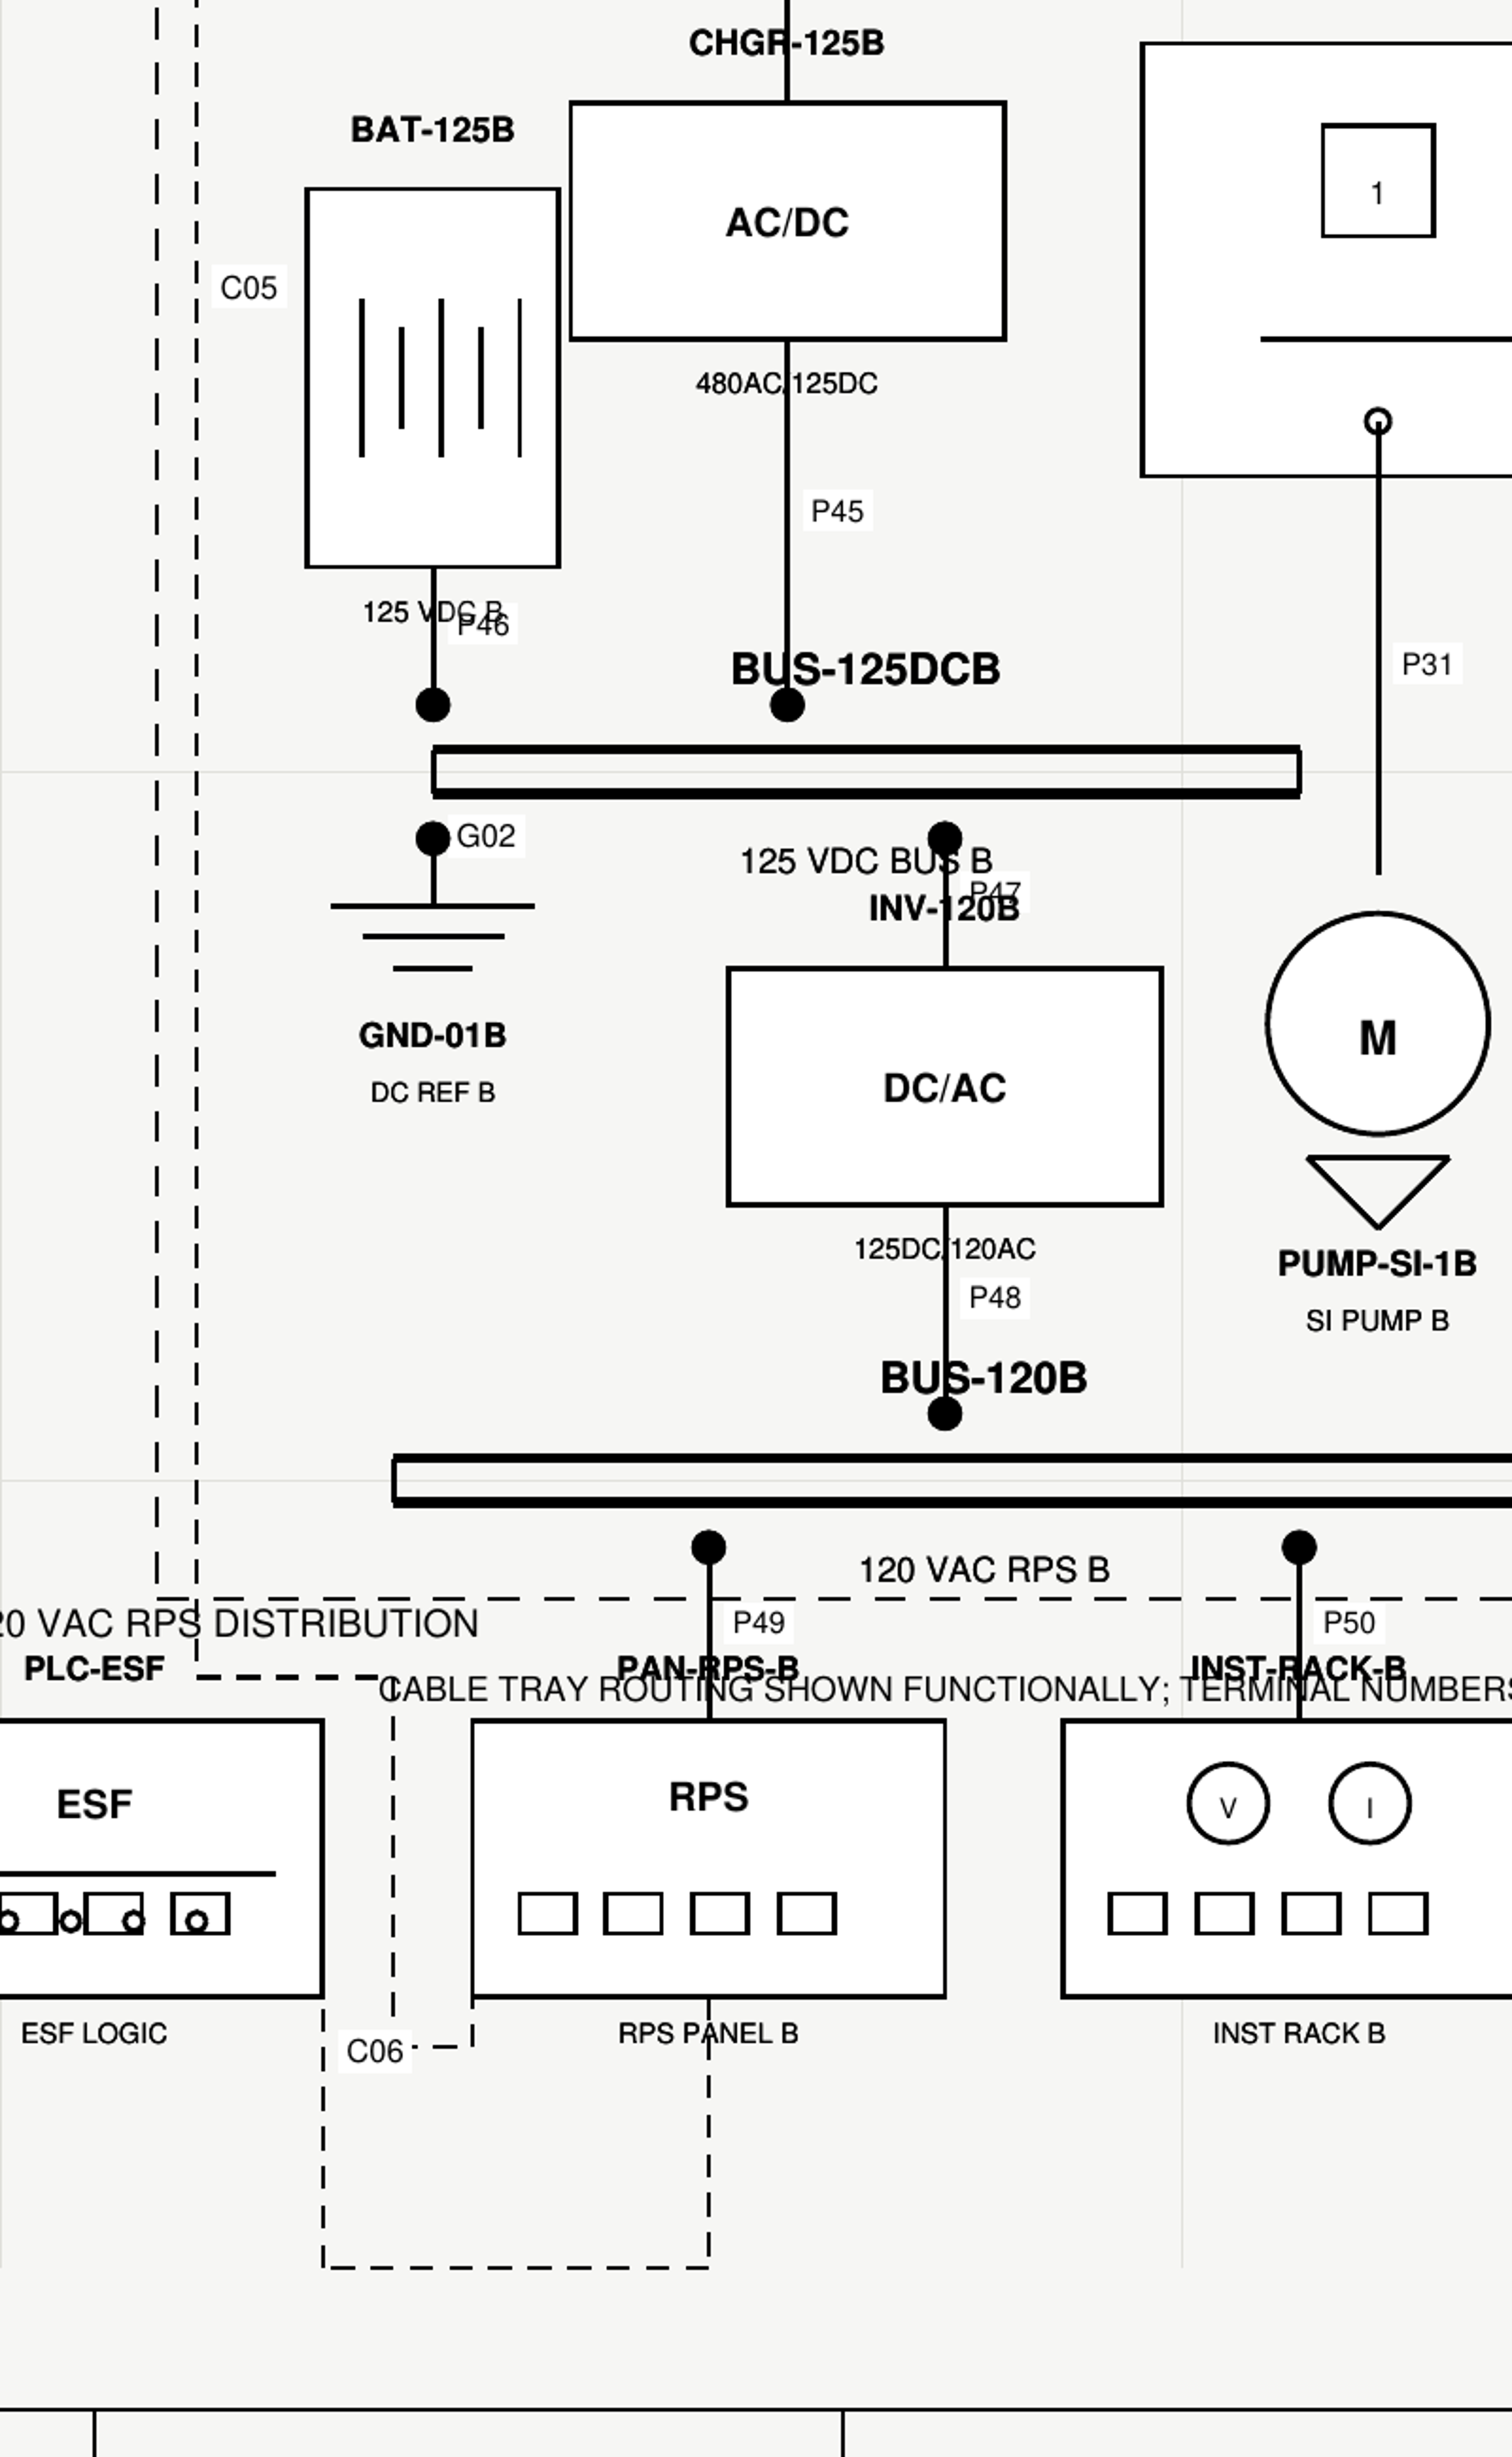 CHGR-125B
BAT-125B
AC/DC
1
C05
480AC/125DC
P45
125 VDC B
P46
P31
BUS-125DCB
G02
125 VDC BUS B
P47
INV-120B
GND-01B
M
DC/AC
DC REF B
125DC/120AC
PUMP-SI-1B
P48
SI PUMP B
BUS-120B
120 VAC RPS B
20 VAC RPS DISTRIBUTION
P49
P50
PLC-ESF
PAN-RPS-B
INST-RACK-B
CABLE TRAY ROUTING SHOWN FUNCTIONALLY; TERMINAL NUMBERS
ESF
RPS
V
I
ESF LOGIC
RPS PANEL B
INST RACK B
C06